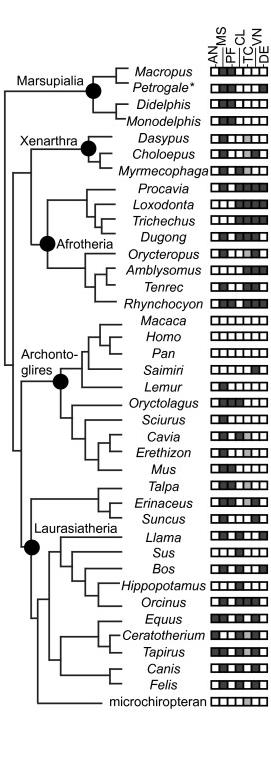 AN
MS
PF
CL
TC
VN
DE
Marsupialia
Macropus
Petrogale*
Didelphis
Monodelphis
Xenarthra
Dasypus
Choloepus
Myrmecophaga
Procavia
Loxodonta
Trichechus
Dugong
Afrotheria
Orycteropus
Amblysomus
Tenrec
Rhynchocyon
Macaca
Homo
Pan
Archonto-
glires
Saimiri
Lemur
Oryctolagus
Sciurus
Cavia
Erethizon
Mus
Talpa
Erinaceus
Suncus
Laurasiatheria
Llama
Sus
Bos
Hippopotamus
Orcinus
Equus
Ceratotherium
Tapirus
Canis
Felis
microchiropteran